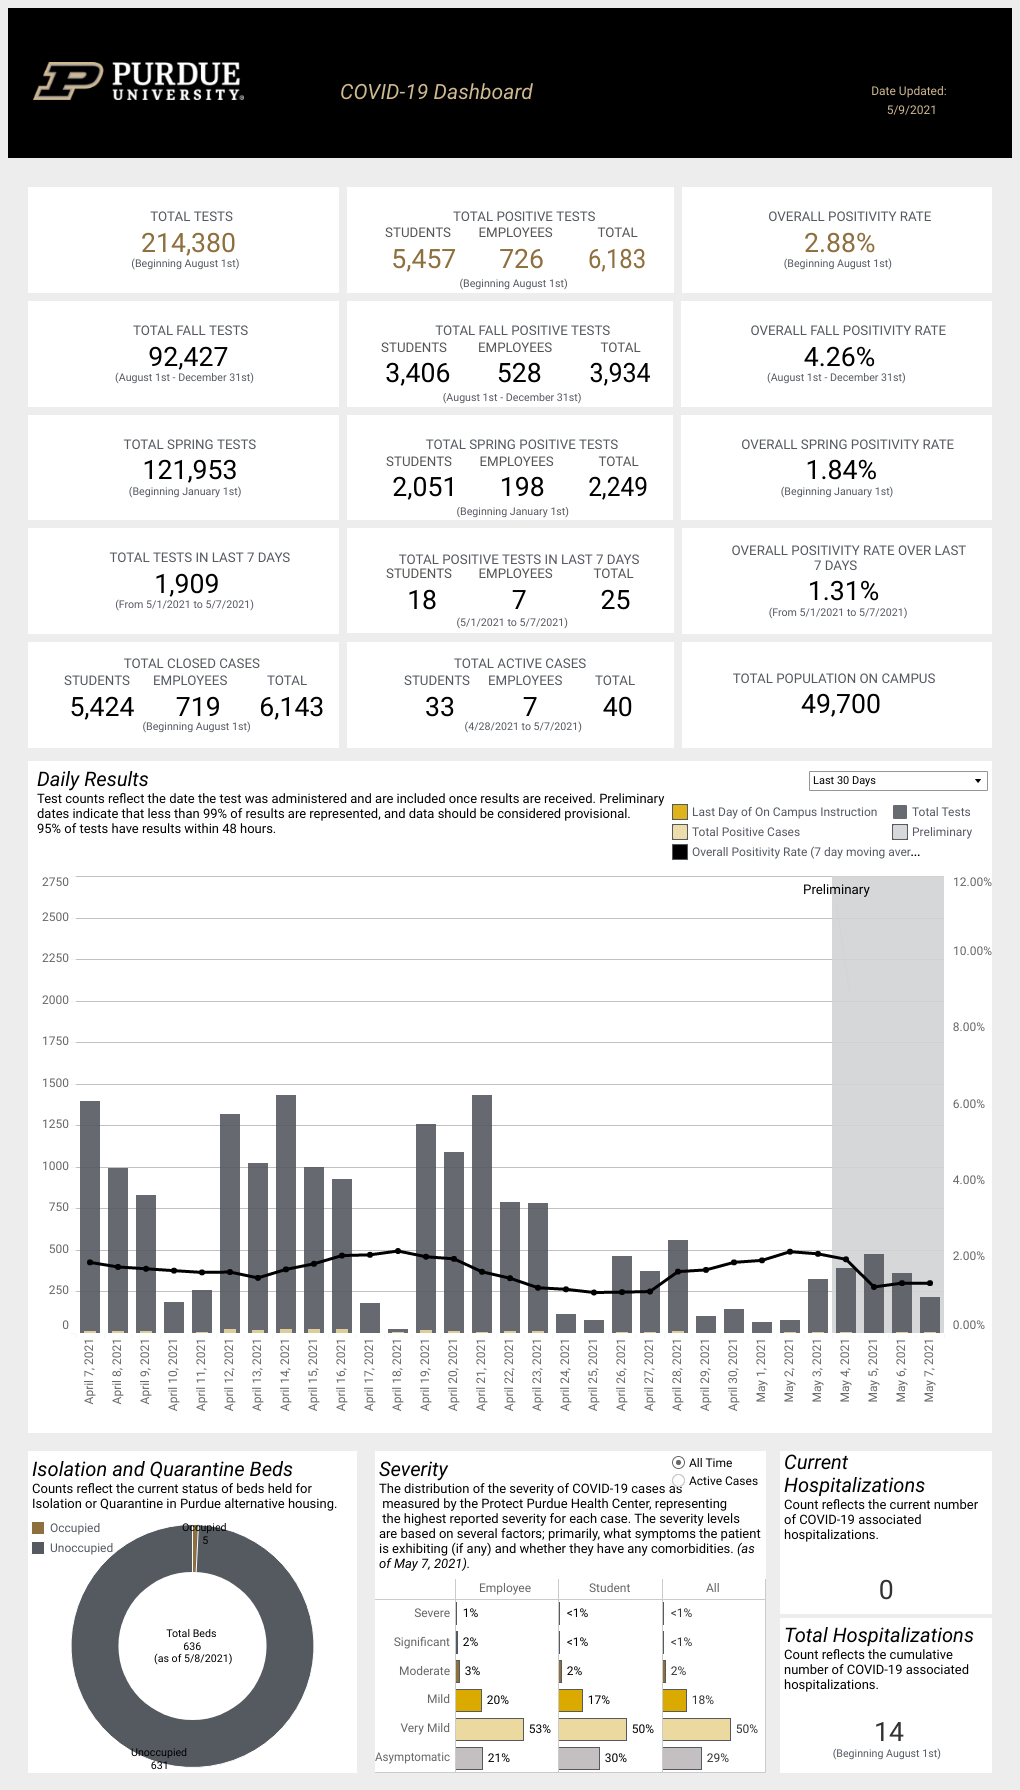 PURDUE
UNIVERSITY®
COVID-19 Dashboard
Date Updated:
5/9/2021
TOTAL TESTS
214,380
(Beginning August 1st)
TOTAL POSITIVE TESTS
STUDENTS EMPLOYEES TOTAL
5,457 726 6,183
(Beginning August 1st)
OVERALL POSITIVITY RATE
2.88%
(Beginning August 1st)
TOTAL FALL TESTS
92,427
(August 1st - December 31st)
TOTAL FALL POSITIVE TESTS
STUDENTS EMPLOYEES TOTAL
3,406 528 3,934
(August 1st - December 31st)
OVERALL FALL POSITIVITY RATE
4.26%
(August 1st - December 31st)
TOTAL SPRING TESTS
121,953
(Beginning January 1st)
TOTAL SPRING POSITIVE TESTS
STUDENTS EMPLOYEES TOTAL
2,051 198 2,249
(Beginning January 1st)
OVERALL SPRING POSITIVITY RATE
1.84%
(Beginning January 1st)
TOTAL TESTS IN LAST 7 DAYS
1,909
(From 5/1/2021 to 5/7/2021)
TOTAL POSITIVE TESTS IN LAST 7 DAYS
STUDENTS EMPLOYEES TOTAL
18 7 25
(5/1/2021 to 5/7/2021)
OVERALL POSITIVITY RATE OVER LAST
7 DAYS
1.31%
(From 5/1/2021 to 5/7/2021)
TOTAL CLOSED CASES
STUDENTS EMPLOYEES TOTAL
5,424 719 6,143
(Beginning August 1st)
TOTAL ACTIVE CASES
STUDENTS EMPLOYEES TOTAL
33 7 40
(4/28/2021 to 5/7/2021)
TOTAL POPULATION ON CAMPUS
49,700
Daily Results
Test counts reflect the date the test was administered and are included once results are received. Preliminary
dates indicate that less than 99% of results are represented, and data should be considered provisional.
95% of tests have results within 48 hours.
Last 30 Days
Last Day of On Campus Instruction
Total Tests
Total Positive Cases
Preliminary
Overall Positivity Rate (7 day moving aver...
Preliminary
2750
2500
2250
2000
1750
1500
1250
1000
750
500
250
0
12.00%
10.00%
8.00%
6.00%
4.00%
2.00%
0.00%
April 7, 2021
April 8, 2021
April 9, 2021
April 10, 2021
April 11, 2021
April 12, 2021
April 13, 2021
April 14, 2021
April 15, 2021
April 16, 2021
April 17, 2021
April 18, 2021
April 19, 2021
April 20, 2021
April 21, 2021
April 22, 2021
April 23, 2021
April 24, 2021
April 25, 2021
April 26, 2021
April 27, 2021
April 28, 2021
April 29, 2021
April 30, 2021
May 1, 2021
May 2, 2021
May 3, 2021
May 4, 2021
May 5, 2021
May 6, 2021
May 7, 2021
Isolation and Quarantine Beds
Counts reflect the current status of beds held for
Isolation or Quarantine in Purdue alternative housing.
Occupied
Unoccupied
Occupied
5
Total Beds
636
(as of 5/8/2021)
Unoccupied
631
Severity
All Time
Active Cases
The distribution of the severity of COVID-19 cases as
measured by the Protect Purdue Health Center, representing
the highest reported severity for each case. The severity levels
are based on several factors; primarily, what symptoms the patient
is exhibiting (if any) and whether they have any comorbidities. (as
of May 7, 2021).
Employee Student All
Severe 1% <1% <1%
Significant 2% <1% <1%
Moderate 3% 2% 2%
Mild 20% 17% 18%
Very Mild 53% 50% 50%
Asymptomatic 21% 30% 29%
Current
Hospitalizations
Count reflects the current number
of COVID-19 associated
hospitalizations.
0
Total Hospitalizations
Count reflects the cumulative
number of COVID-19 associated
hospitalizations.
14
(Beginning August 1st)